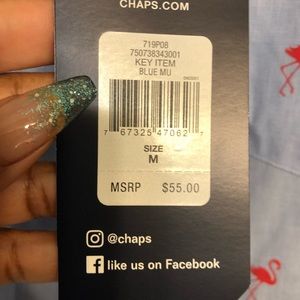 CHAPS.COM
719P08
750738343001
KEY ITEM
BLUE MU
7 67325 47062 7
SIZE
M
MSRP $55.00
@chaps
like us on Facebook